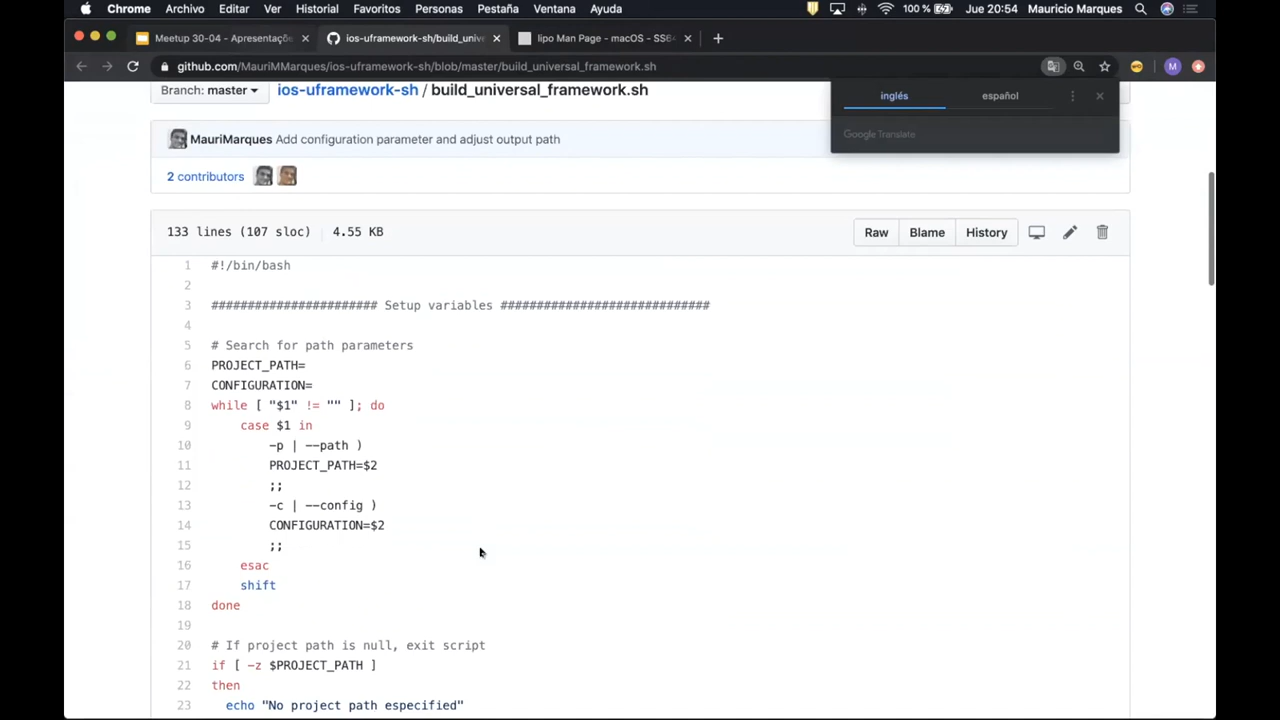 Chrome Archivo Editar Ver Historial Favoritos Personas Pestaña Ventana Ayuda 100 % Jue 20:54 Mauricio Marques
Meetup 30-04 - Apresentaçõe
ios-uframework-sh/build_unive
lipo Man Page - macOS - SS64
github.com/MauriMMarques/ios-uframework-sh/blob/master/build_universal_framework.sh
Branch: master
ios-uframework-sh / build_universal_framework.sh
inglés español
Google Translate
MauriMarques Add configuration parameter and adjust output path
2 contributors
133 lines (107 sloc) 4.55 KB
Raw Blame History
1 #!/bin/bash
2
3 ####################### Setup variables #############################
4
5 # Search for path parameters
6 PROJECT_PATH=
7 CONFIGURATION=
8 while [ "$1" != "" ]; do
9 case $1 in
10 -p | --path )
11 PROJECT_PATH=$2
12 ;;
13 -c | --config )
14 CONFIGURATION=$2
15 ;;
16 esac
17 shift
18 done
19
20 # If project path is null, exit script
21 if [ -z $PROJECT_PATH ]
22 then
23 echo "No project path especified"